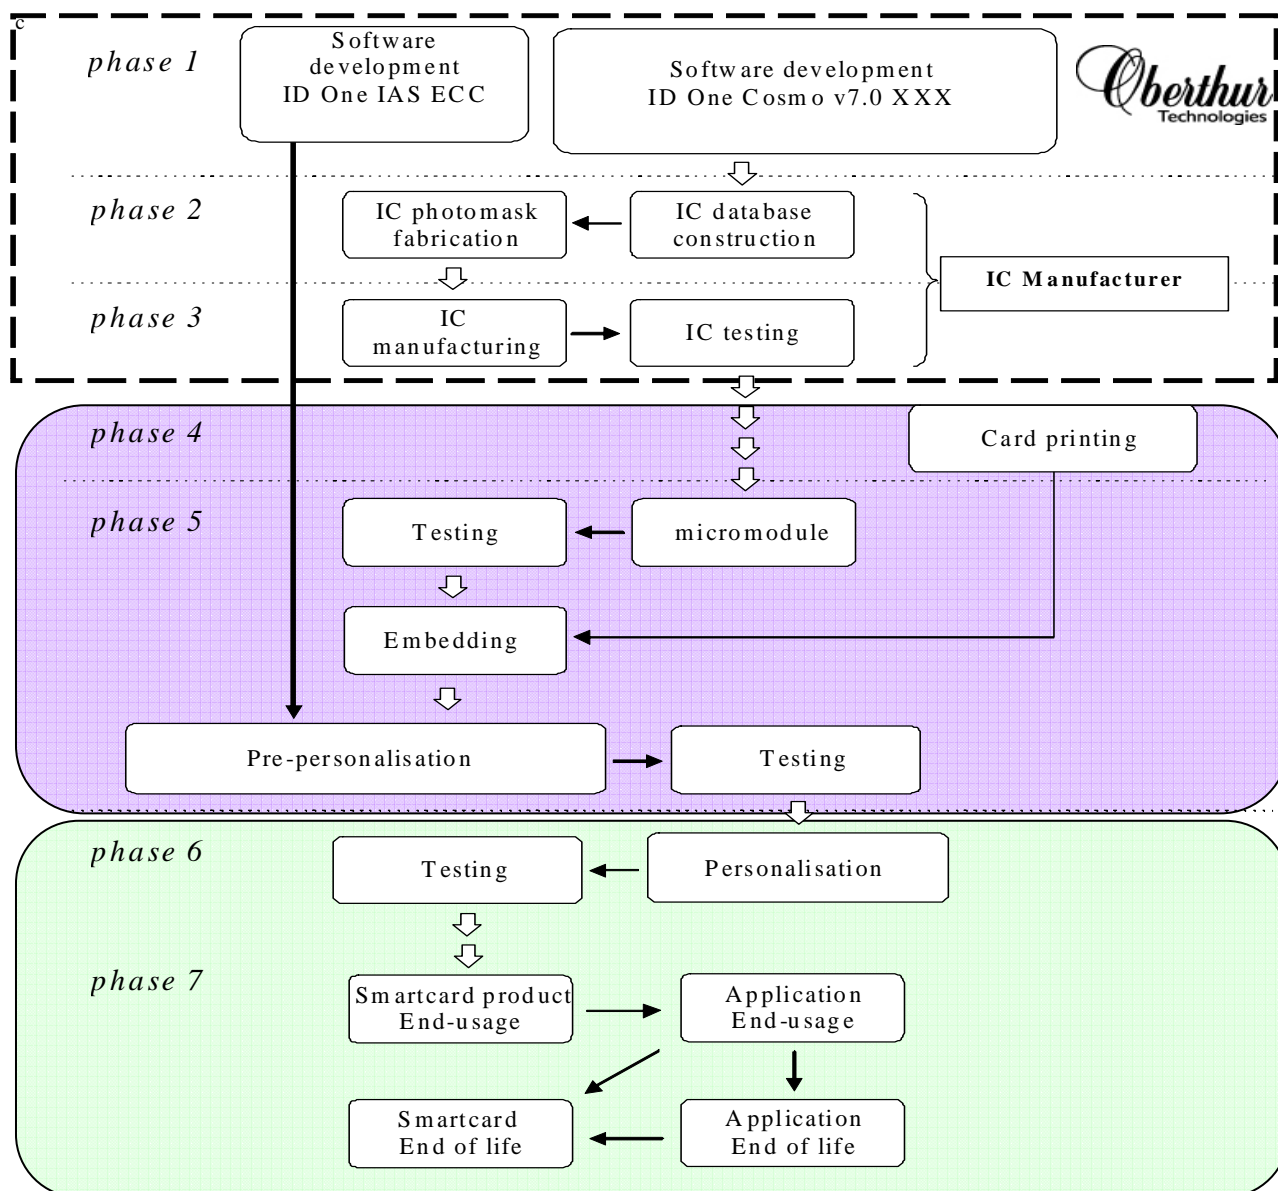 c
phase 1
Software
development
ID One IAS ECC
Software development
ID One Cosmo v7.0 XXX
Oberthur
Technologies
phase 2
IC photomask
fabrication
IC database
construction
IC Manufacturer
phase 3
IC
manufacturing
IC testing
phase 4
Card printing
phase 5
Testing
micromodule
Embedding
Pre-personalisation
Testing
phase 6
Testing
Personalisation
phase 7
Smartcard product
End-usage
Application
End-usage
Smartcard
End of life
Application
End of life